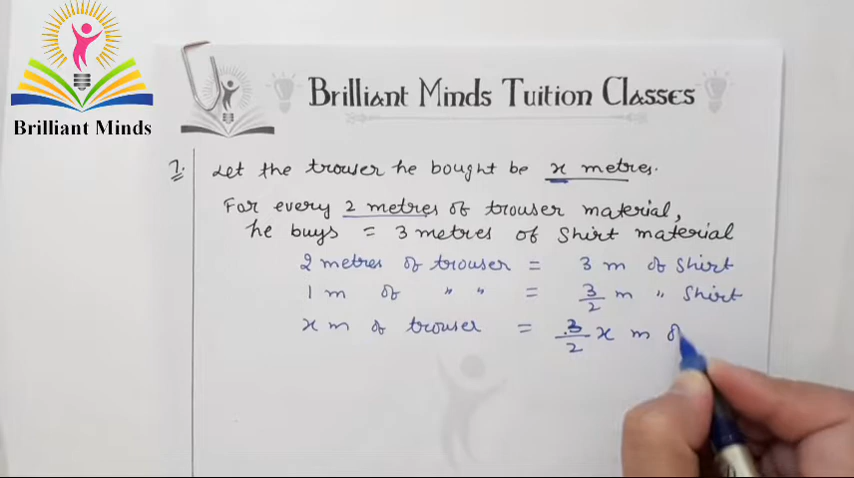 Brilliant Minds
Brilliant Minds Tuition Classes
7. Let the trouser he bought be x metres.
For every 2 metres of trouser material,
he buys = 3 metres of shirt material
2 metres of trouser = 3 m of shirt
1 m of " " = 3/2 m " shirt
x m of trouser = 3/2 x m of